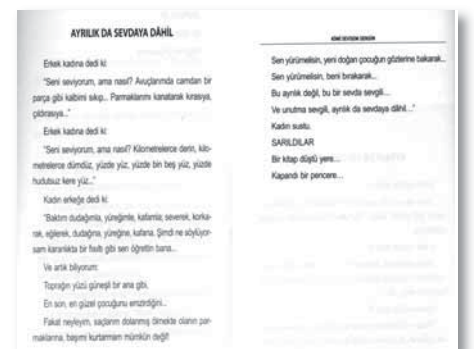 AYRILIK DA SEVDAYA DÂHİL
Erkek kadına dedi ki:
"Seni seviyorum, ama nasıl? Avuçlarımda camdan bir
parça gibi kalbimi sıkıp... Parmaklarımı kanatarak kırasıya,
çıldırasıya..."
Erkek kadına dedi ki:
"Seni seviyorum, ama nasıl? Kilometrelerce derin, kilo-
metrelerce dümdüz, yüzde yüz, yüzde bin beş yüz, yüzde
hudutsuz kere yüz..."
Kadın erkeğe dedi ki:
"Baktım dudağımla, yüreğimle, kafamla; severek, korka-
rak, eğilerek, dudağına, yüreğine, kafana. Şimdi ne söylüyor-
sam karanlıkta bir fısıltı gibi sen öğrettin bana...
Ve artık biliyorum:
Toprağın yüzü güneşli bir ana gibi,
En son, en güzel çocuğunu emzirdiğini...
Fakat neyleyim, saçlarım dolanmış ölmekte olanın par-
maklarına, başımı kurtarmam mümkün değil!
Sen yürümelisin, yeni doğan çocuğun gözlerine bakarak...
Sen yürümelisin, beni bırakarak...
Bu ayrılık değil, bu bir sevda sevgili...
Ve unutma sevgili, ayrılık da sevdaya dâhil..."
Kadın sustu.
SARILDILAR
Bir kitap düştü yere...
Kapandı bir pencere...